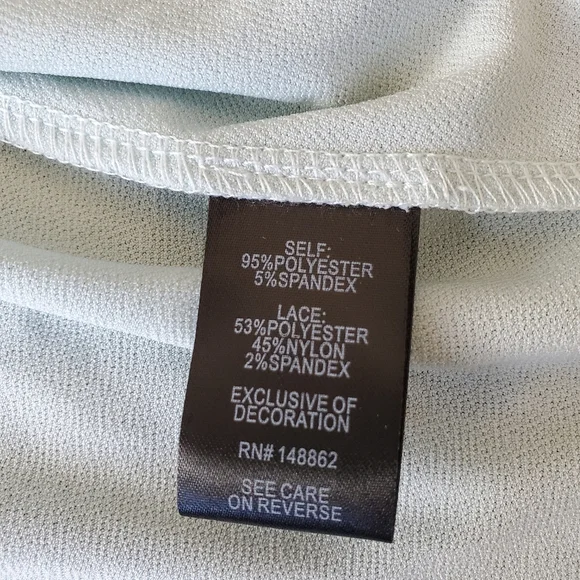 SELF:
95%POLYESTER
5%SPANDEX
LACE:
53%POLYESTER
45%NYLON
2%SPANDEX
EXCLUSIVE OF
DECORATION
RN# 148862
SEE CARE
ON REVERSE